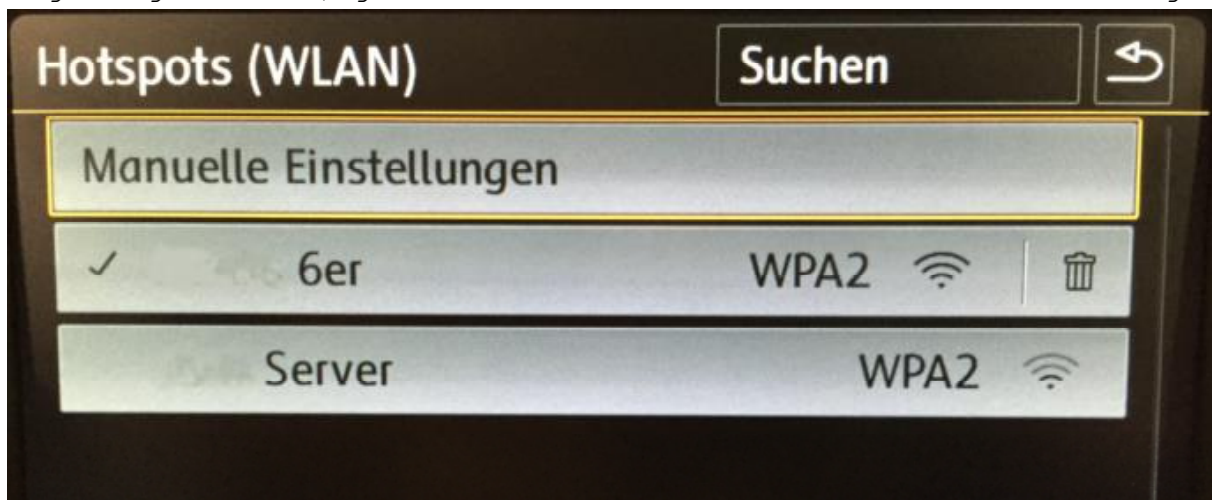 Hotspots (WLAN) Suchen
Manuelle Einstellungen
6er WPA2
Server WPA2